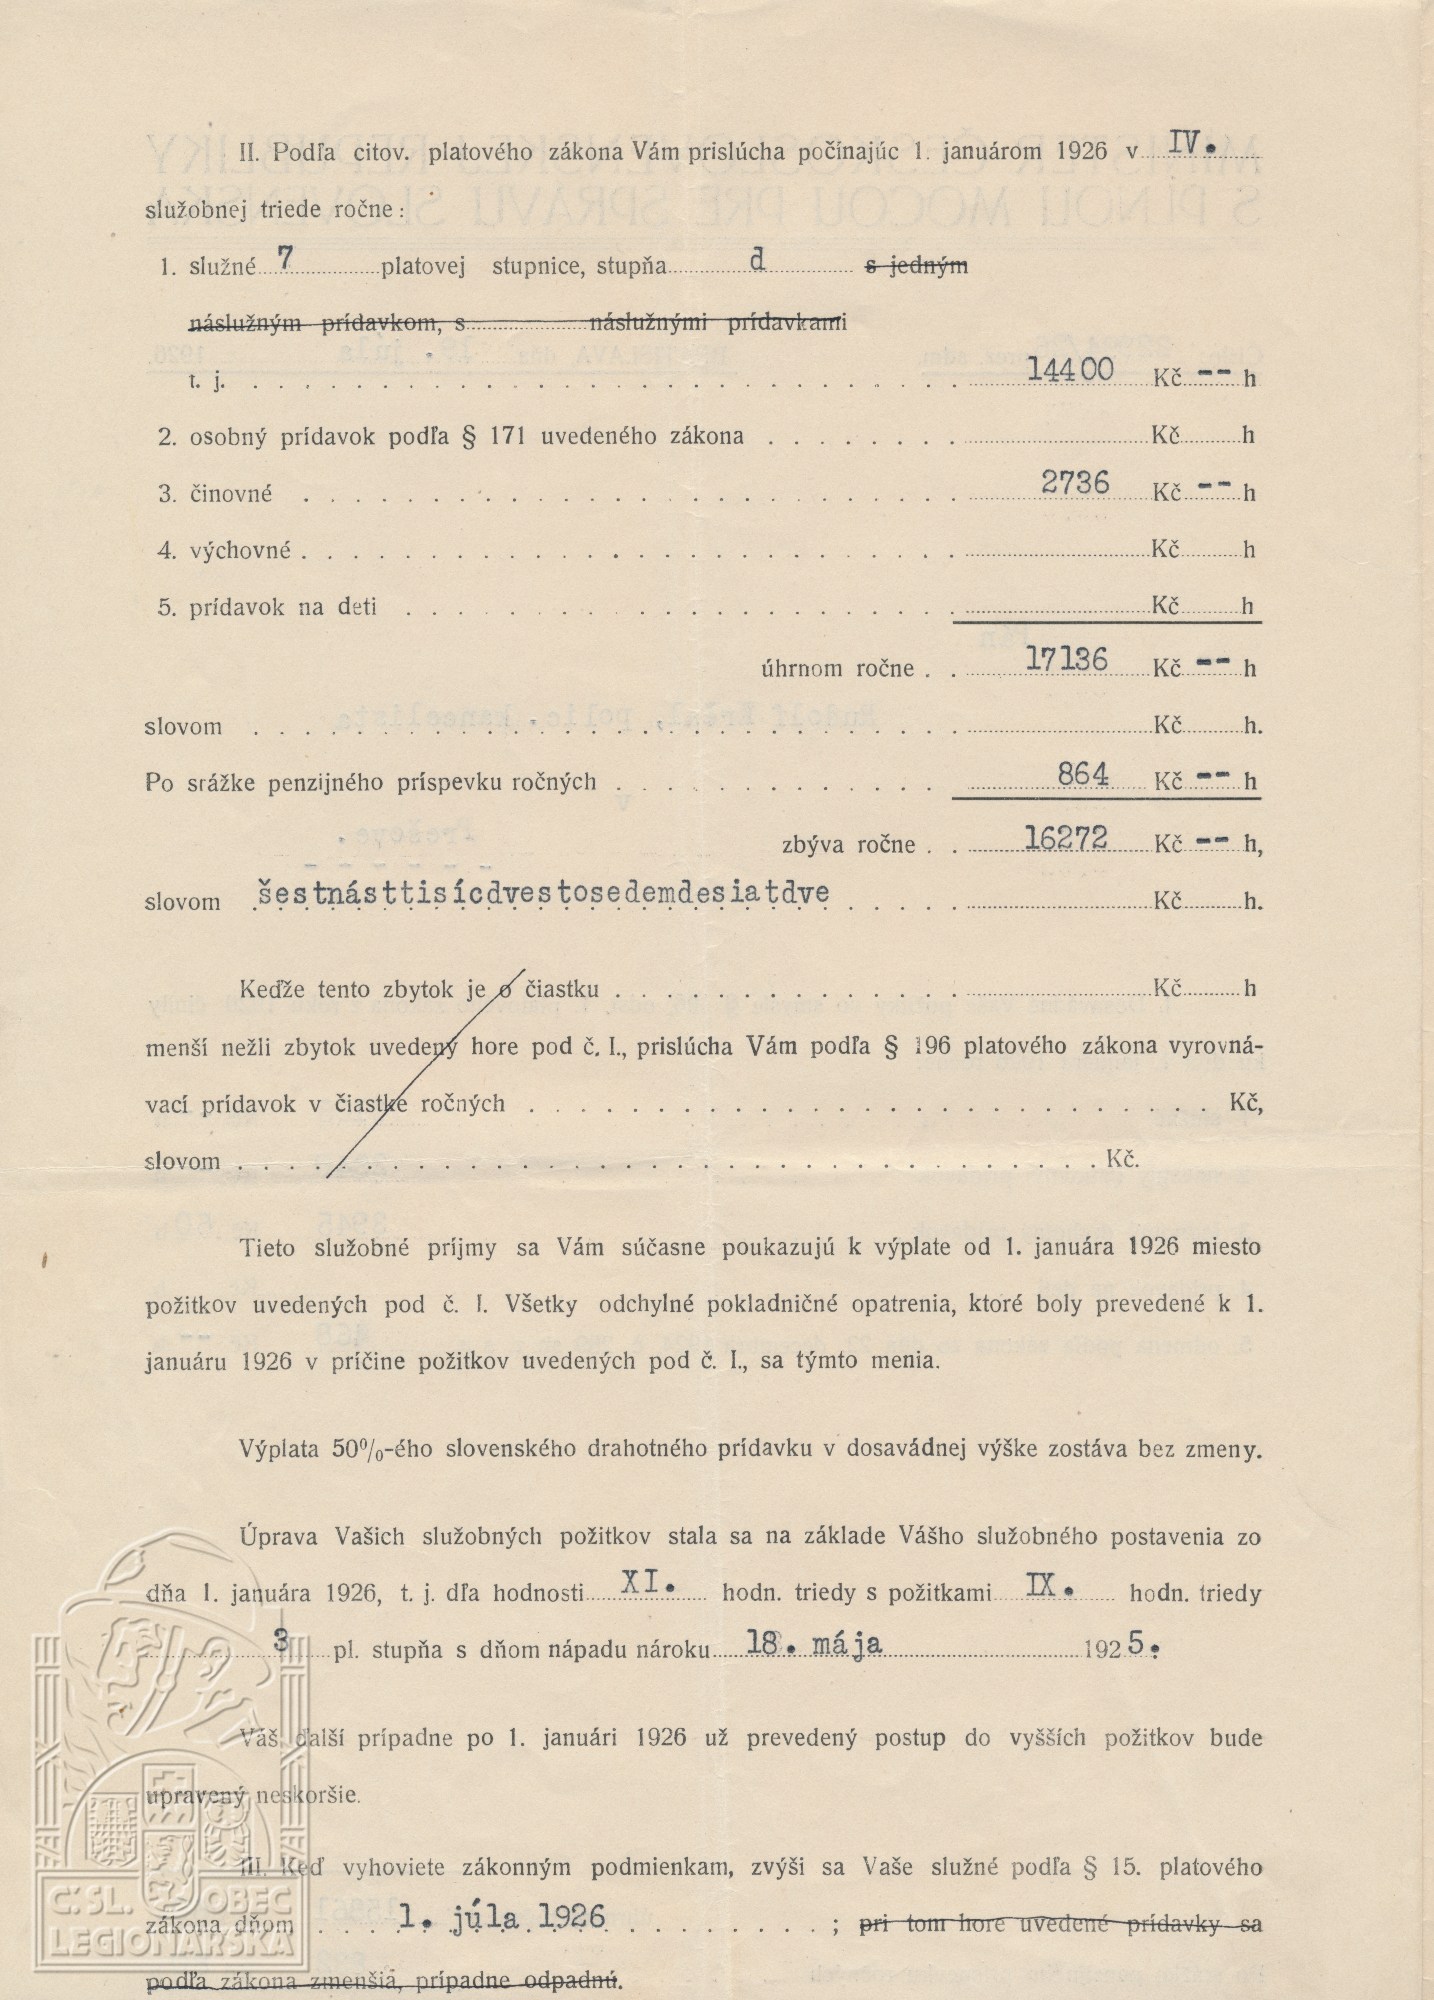 II. Podľa citov. platového zákona Vám prislúcha počínajúc 1. januárom 1926 v IV.
služobnej triede ročne:
1. služné 7 platovej stupnice, stupňa d s jedným
náslužným prídavkom, s náslužnými prídavkami
t. j. 14400 Kč -- h
2. osobný prídavok podľa § 171 uvedeného zákona Kč h
3. činovné 2736 Kč -- h
4. výchovné Kč h
5. prídavok na deti Kč h
úhrnom ročne 17136 Kč -- h
slovom Kč h.
Po srážke penzijného príspevku ročných 864 Kč -- h
zbýva ročne 16272 Kč -- h,
slovom šestnásttisícdvestosedemdesiatdve Kč h.
Keďže tento zbytok je o čiastku Kč h
menší nežli zbytok uvedený hore pod č. I., prislúcha Vám podľa § 196 platového zákona vyrovná-
vací prídavok v čiastke ročných Kč,
slovom Kč.
Tieto služobné príjmy sa Vám súčasne poukazujú k výplate od 1. januára 1926 miesto
požitkov uvedených pod č. I. Všetky odchylné pokladničné opatrenia, ktoré boly prevedené k 1.
januáru 1926 v príčine požitkov uvedených pod č. I., sa týmto menia.
Výplata 50%-ého slovenského drahotného prídavku v dosavádnej výške zostáva bez zmeny.
Úprava Vašich služobných požitkov stala sa na základe Vášho služobného postavenia zo
dňa 1. januára 1926, t. j. dľa hodnosti XI. hodn. triedy s požitkami IX. hodn. triedy
3 pl. stupňa s dňom nápadu nároku 18. mája 1925.
Váš ďalší prípadne po 1. januári 1926 už prevedený postup do vyšších požitkov bude
upravený neskoršie.
III. Keď vyhoviete zákonným podmienkam, zvýši sa Vaše služné podľa § 15. platového
zákona dňom 1. júla 1926 ; pri tom hore uvedené prídavky sa
podľa zákona zmenšia, prípadne odpadnú.
Č.SL. OBEC
LEGIONÁŘSKÁ